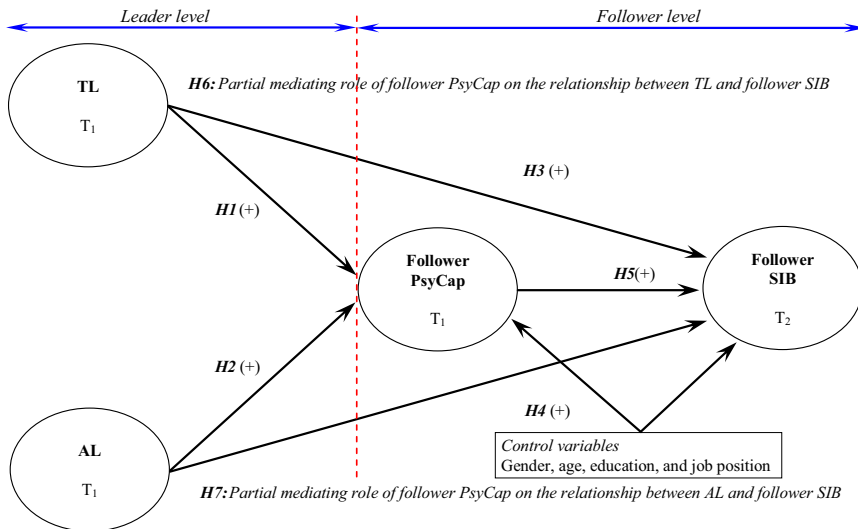 Leader level
Follower level
TL
T1
H6: Partial mediating role of follower PsyCap on the relationship between TL and follower SIB
H3 (+)
H1 (+)
Follower
PsyCap
T1
H5(+)
Follower
SIB
T2
H2 (+)
H4 (+)
Control variables
Gender, age, education, and job position
AL
T1
H7: Partial mediating role of follower PsyCap on the relationship between AL and follower SIB